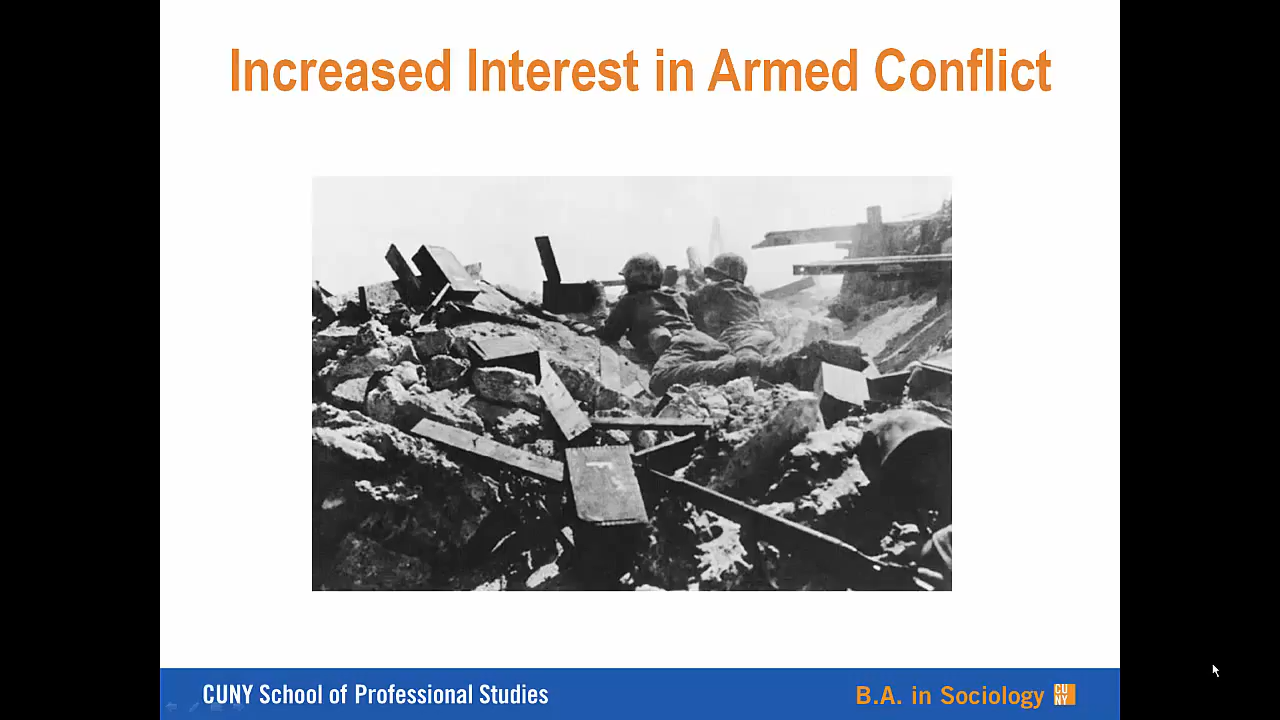 Increased Interest in Armed Conflict
CUNY School of Professional Studies
B.A. in Sociology
CU
NY